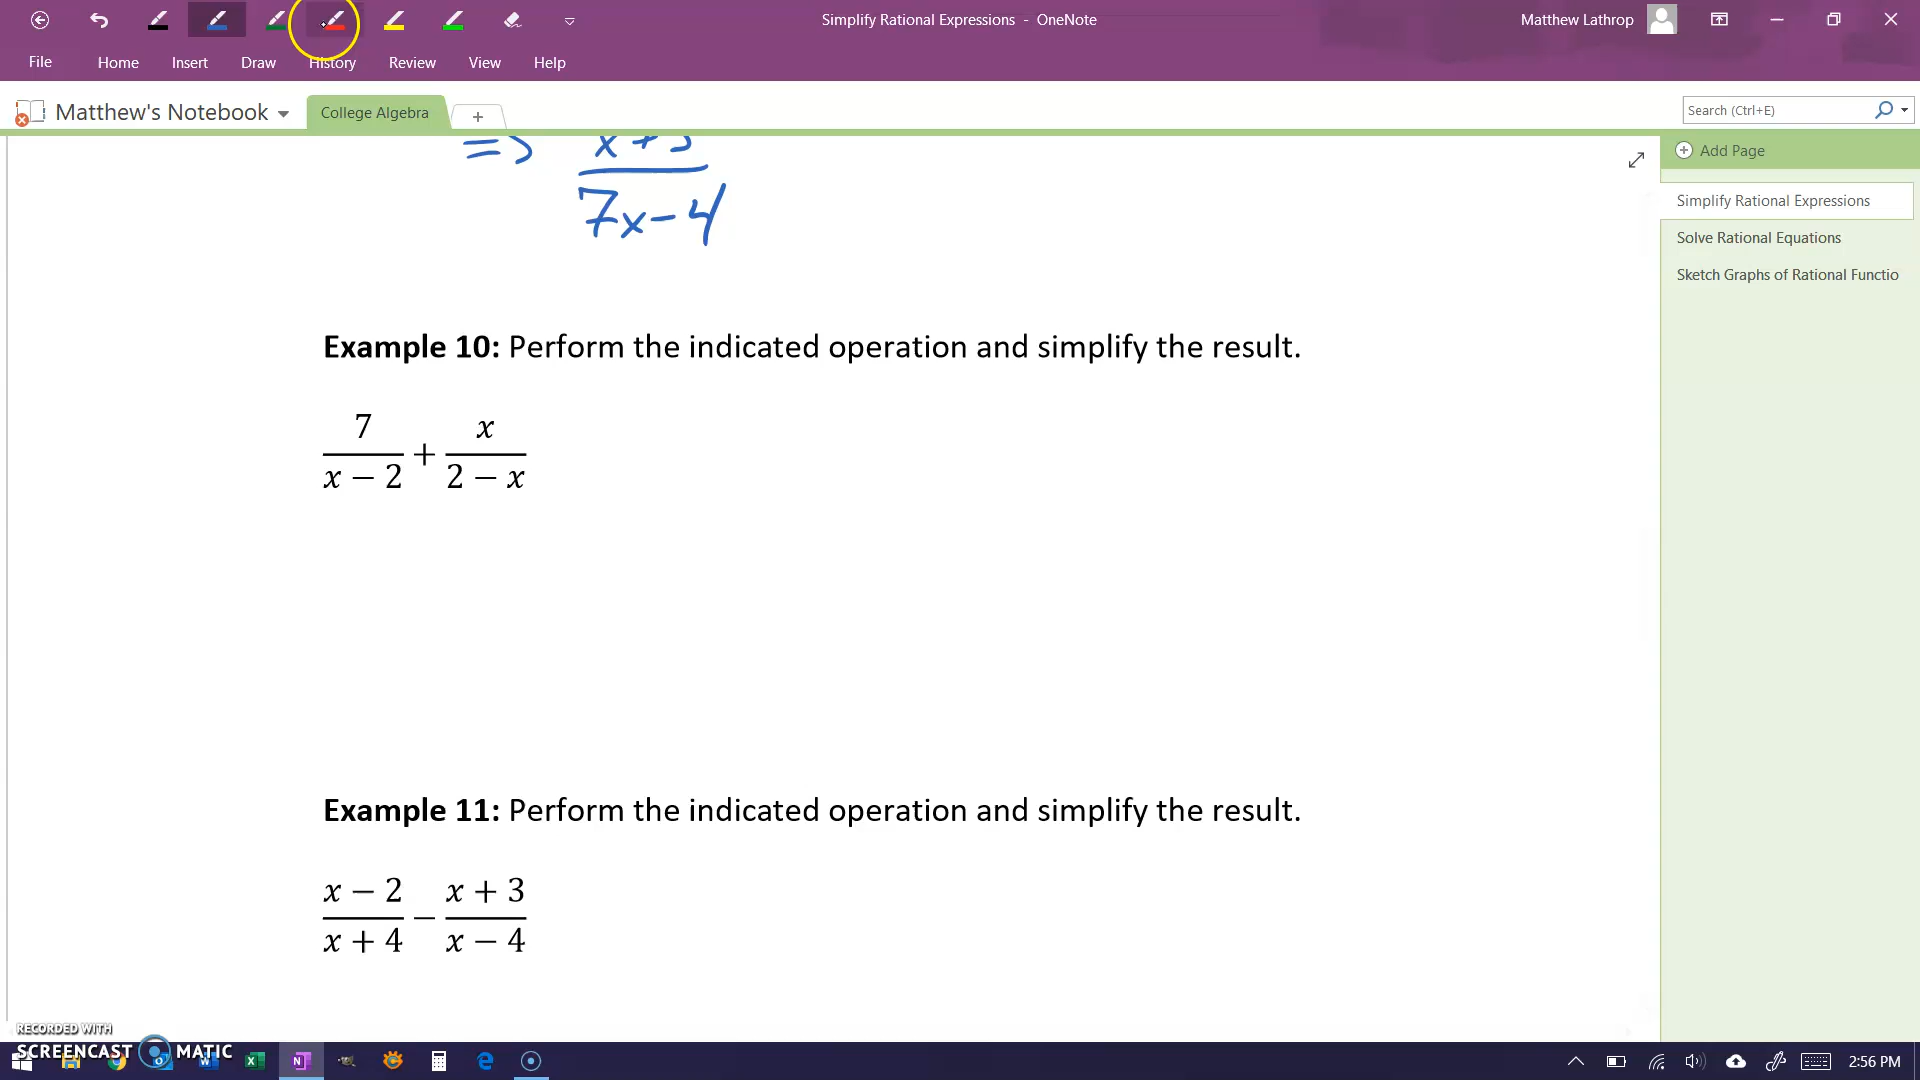 Simplify Rational Expressions - OneNote
Matthew Lathrop
File Home Insert Draw History Review View Help
Matthew's Notebook
College Algebra
+
Search (Ctrl+E)
Add Page
Simplify Rational Expressions
Solve Rational Equations
Sketch Graphs of Rational Functio
=> x+3
7x-4
Example 10: Perform the indicated operation and simplify the result.
7 x
+
x − 2 2 − x
Example 11: Perform the indicated operation and simplify the result.
x − 2 x + 3
−
x + 4 x − 4
RECORDED WITH
SCREENCAST MATIC
2:56 PM